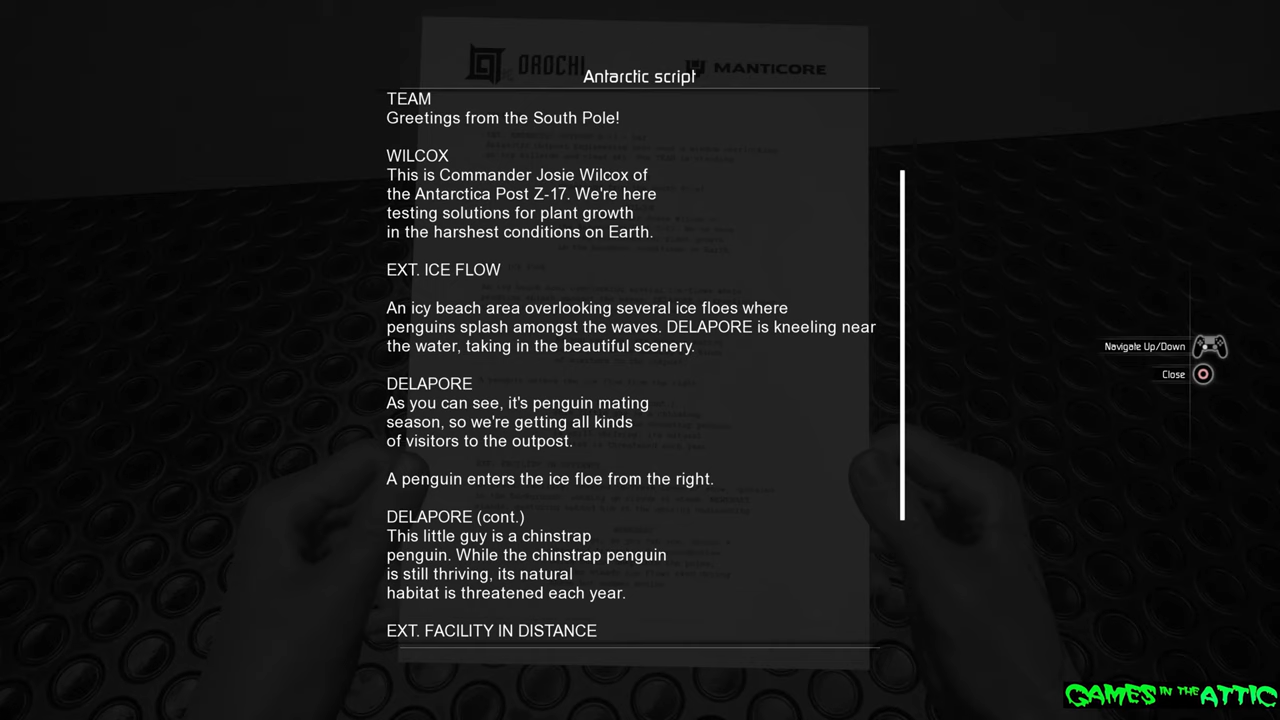 OROCHI
MANTICORE
Antarctic script
TEAM
Greetings from the South Pole!
WILCOX
This is Commander Josie Wilcox of
the Antarctica Post Z-17. We're here
testing solutions for plant growth
in the harshest conditions on Earth.
EXT. ICE FLOW
An icy beach area overlooking several ice floes where
penguins splash amongst the waves. DELAPORE is kneeling near
the water, taking in the beautiful scenery.
DELAPORE
As you can see, it's penguin mating
season, so we're getting all kinds
of visitors to the outpost.
A penguin enters the ice floe from the right.
DELAPORE (cont.)
This little guy is a chinstrap
penguin. While the chinstrap penguin
is still thriving, its natural
habitat is threatened each year.
EXT. FACILITY IN DISTANCE
Navigate Up/Down
Close
GAMES IN THE ATTIC